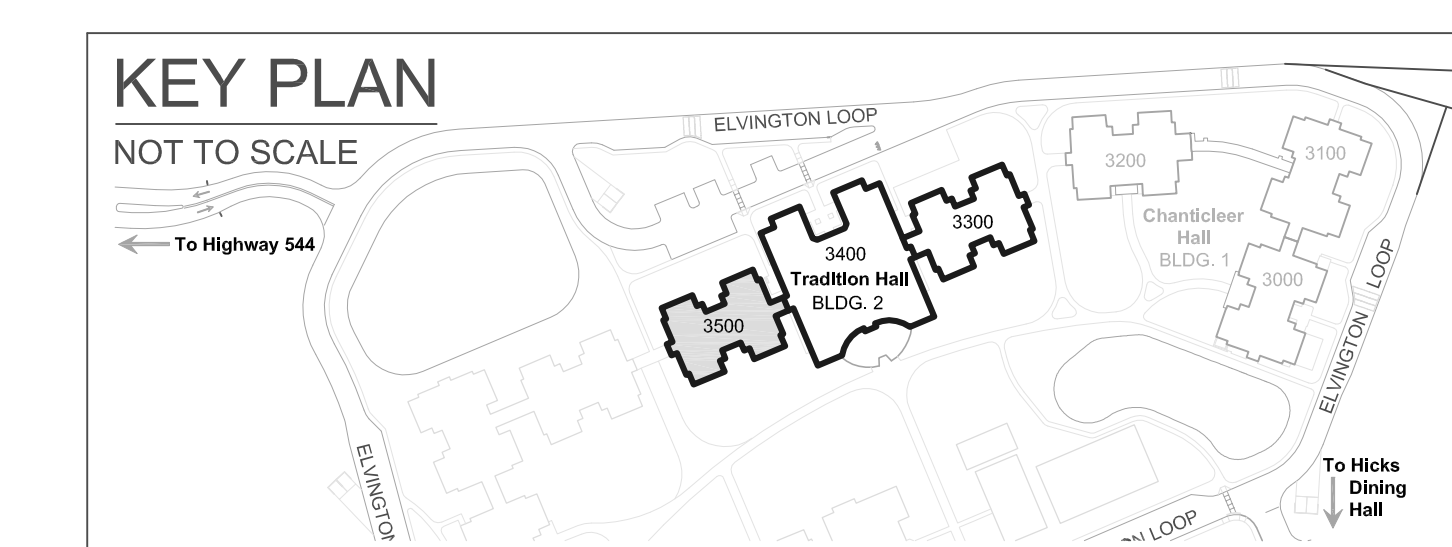 KEY PLAN
NOT TO SCALE
ELVINGTON LOOP
To Highway 544
3200
3100
Chanticleer
Hall
BLDG. 1
3000
3300
3400
Tradition Hall
BLDG. 2
3500
ELVINGTON LOOP
ELVINGTON
To Hicks
Dining
Hall
ON LOOP